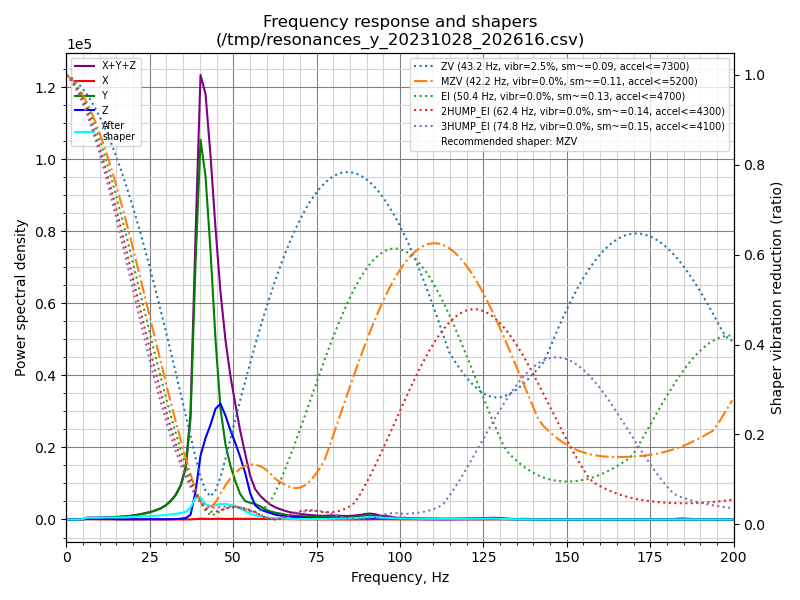 Frequency response and shapers
(/tmp/resonances_y_20231028_202616.csv)
1e5
X+Y+Z
X
Y
Z
After
shaper
ZV (43.2 Hz, vibr=2.5%, sm~=0.09, accel<=7300)
MZV (42.2 Hz, vibr=0.0%, sm~=0.11, accel<=5200)
EI (50.4 Hz, vibr=0.0%, sm~=0.13, accel<=4700)
2HUMP_EI (62.4 Hz, vibr=0.0%, sm~=0.14, accel<=4300)
3HUMP_EI (74.8 Hz, vibr=0.0%, sm~=0.15, accel<=4100)
Recommended shaper: MZV
Power spectral density
1.2
1.0
0.8
0.6
0.4
0.2
0.0
Shaper vibration reduction (ratio)
1.0
0.8
0.6
0.4
0.2
0.0
0 25 50 75 100 125 150 175 200
Frequency, Hz